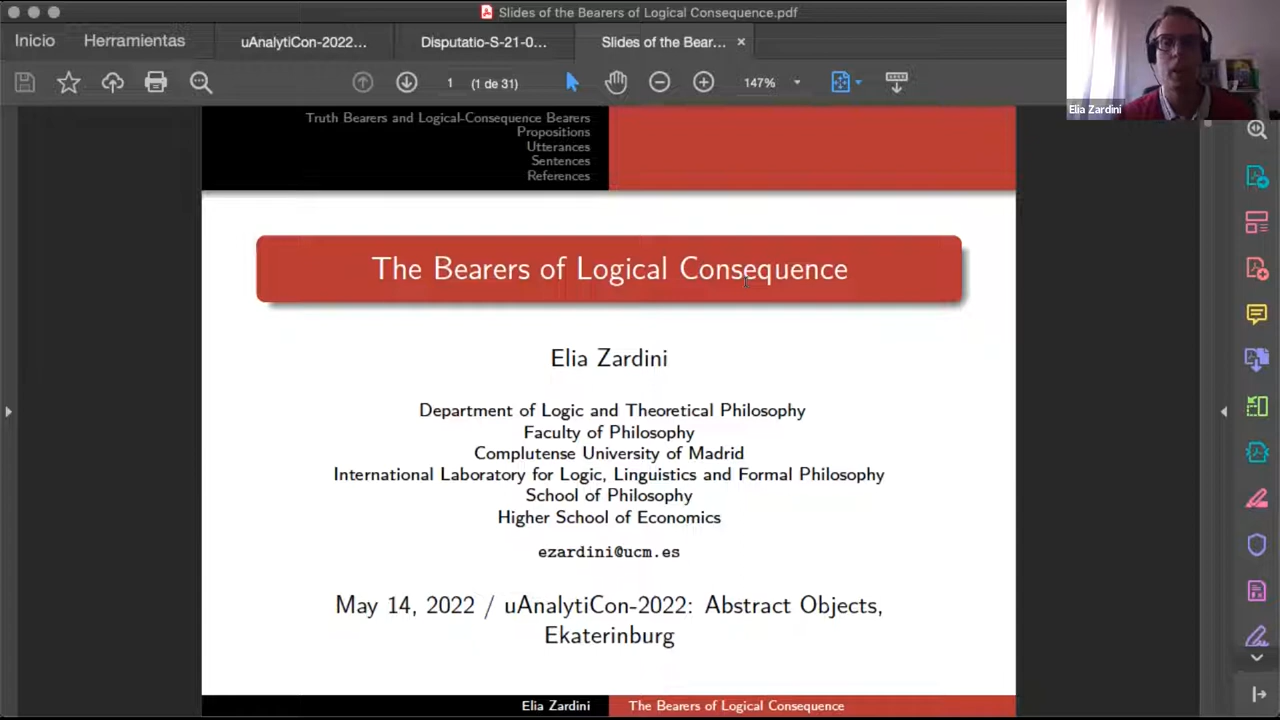 Slides of the Bearers of Logical Consequence.pdf
Inicio
Herramientas
uAnalytiCon-2022...
Disputatio-S-21-0...
Slides of the Bear...
1
(1 de 31)
147%
Elia Zardini
Truth Bearers and Logical-Consequence Bearers
Propositions
Utterances
Sentences
References
The Bearers of Logical Consequence
Elia Zardini
Department of Logic and Theoretical Philosophy
Faculty of Philosophy
Complutense University of Madrid
International Laboratory for Logic, Linguistics and Formal Philosophy
School of Philosophy
Higher School of Economics
ezardini@ucm.es
May 14, 2022 / uAnalytiCon-2022: Abstract Objects,
Ekaterinburg
Elia Zardini
The Bearers of Logical Consequence